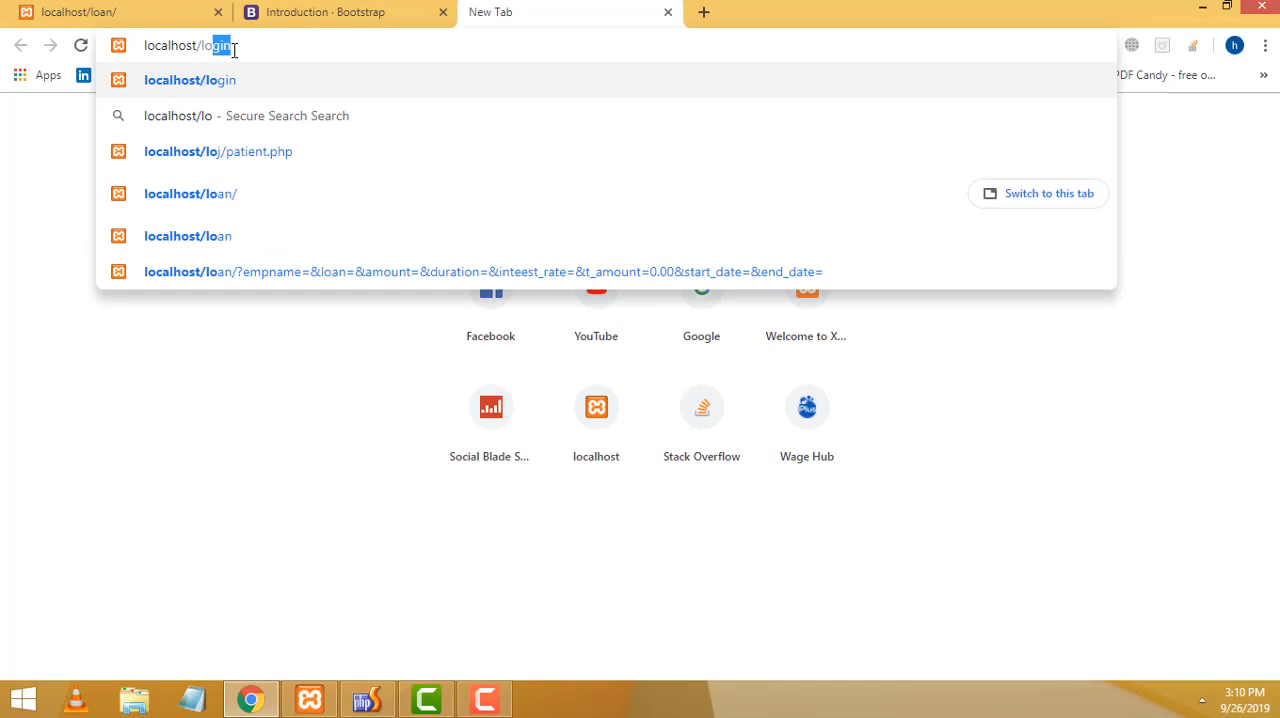 localhost/loan/
Introduction · Bootstrap
New Tab
localhost/login
h
Apps
in
PDF Candy - free o...
»
localhost/login
localhost/lo - Secure Search Search
localhost/loj/patient.php
localhost/loan/
Switch to this tab
localhost/loan
localhost/loan/?empname=&loan=&amount=&duration=&inteest_rate=&t_amount=0.00&start_date=&end_date=
Facebook
YouTube
Google
Welcome to X...
Plus
Social Blade S...
localhost
Stack Overflow
Wage Hub
php
3:10 PM
9/26/2019